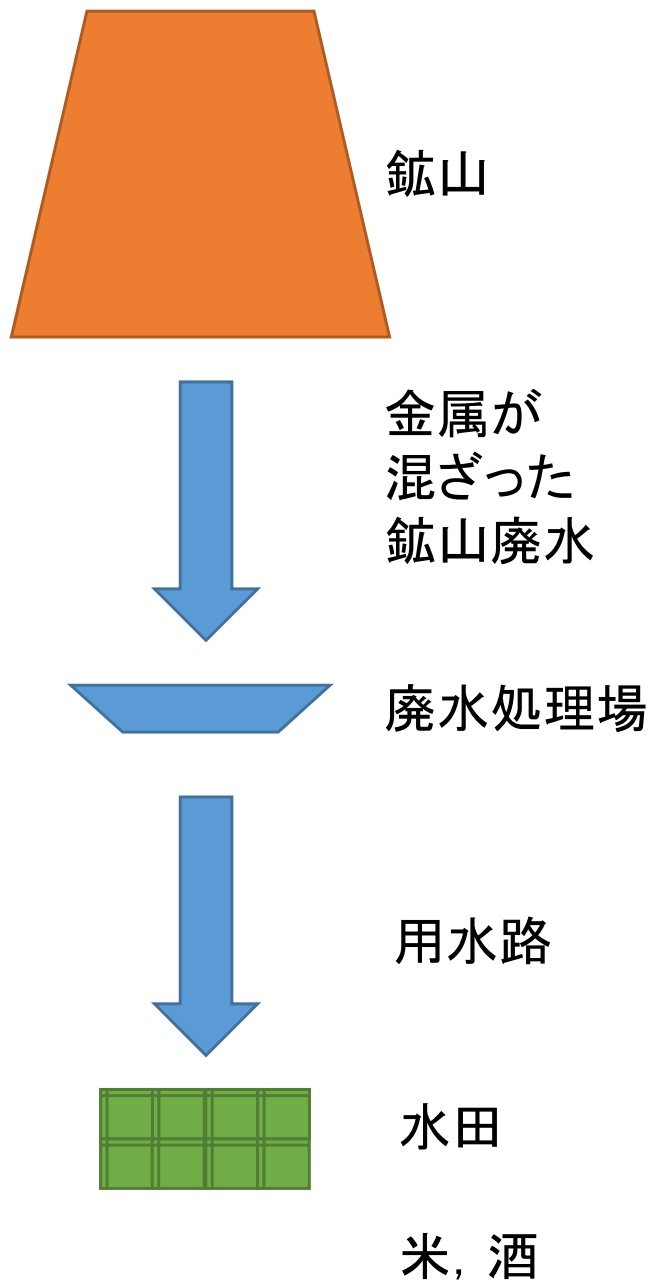 鉱山
金属が
混ざった
鉱山廃水
廃水処理場
用水路
水田
米，酒